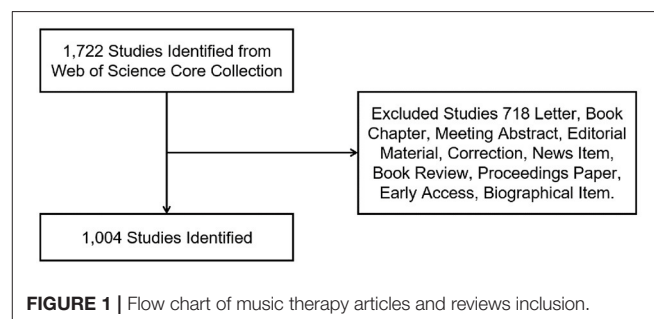 1,722 Studies Identified from
Web of Science Core Collection
Excluded Studies 718 Letter, Book
Chapter, Meeting Abstract, Editorial
Material, Correction, News Item,
Book Review, Proceedings Paper,
Early Access, Biographical Item.
1,004 Studies Identified
FIGURE 1 | Flow chart of music therapy articles and reviews inclusion.